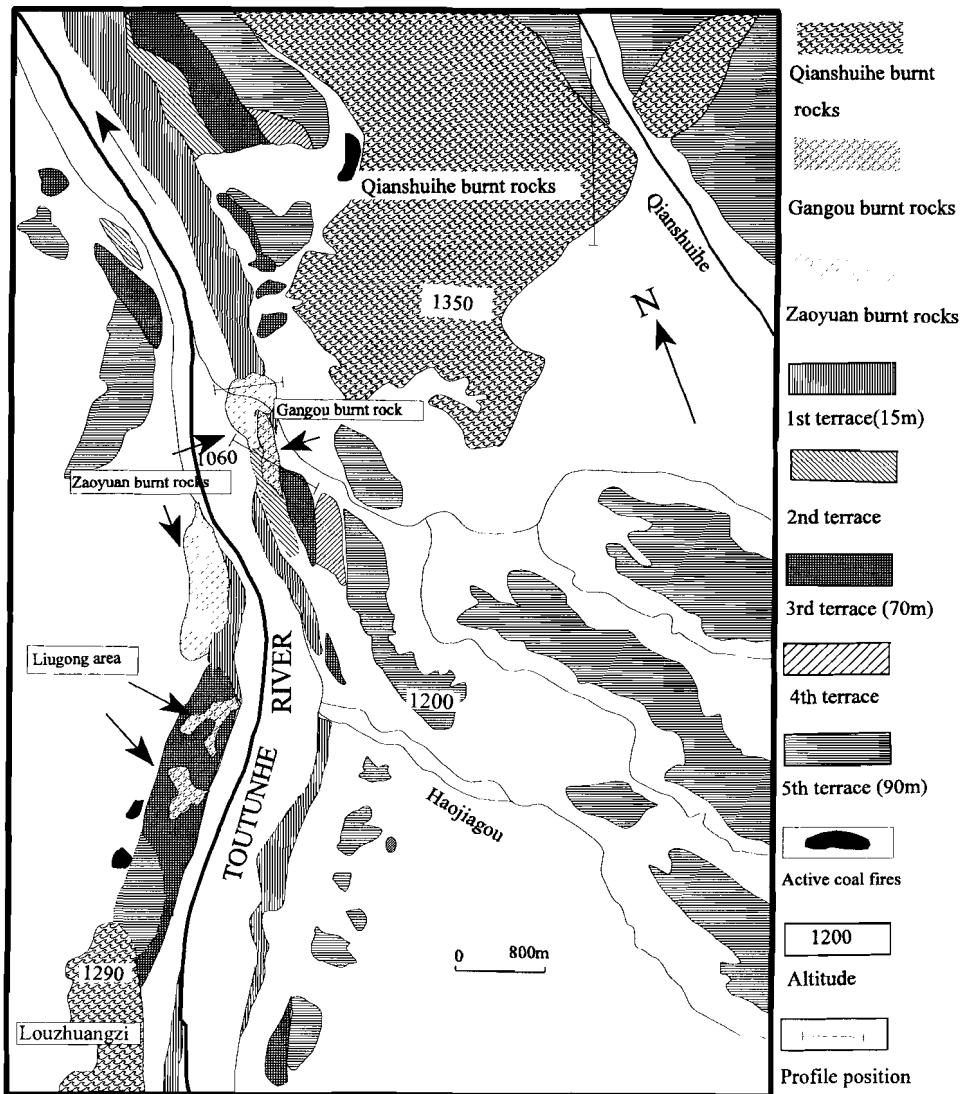 Qianshuihe burnt rocks
Qianshuihe
1350
N
Gangou burnt rock
1060
Zaoyuan burnt rocks
Liugong area
1200
RIVER
TOUTUNHE
Haojiagou
1290
0 800m
Louzhuangzi
Qianshuihe burnt
rocks
Gangou burnt rocks
Zaoyuan burnt rocks
1st terrace(15m)
2nd terrace
3rd terrace (70m)
4th terrace
5th terrace (90m)
Active coal fires
1200
Altitude
Profile position